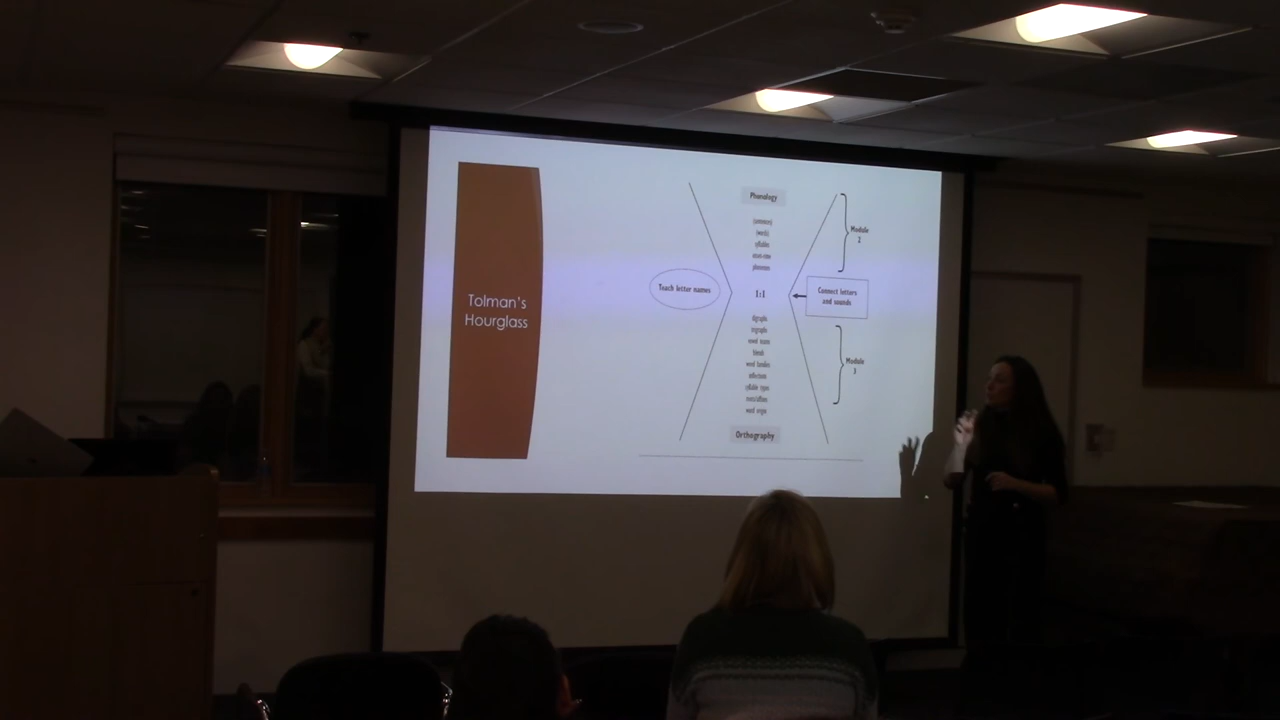 Tolman's
Hourglass
Phonology
(sentences)
(words)
syllables
onset-rime
phonemes
Module
2
Teach letter names
1:1
Connect letters
and sounds
digraphs
trigraphs
vowel teams
blends
word families
inflections
syllable types
roots/affixes
word origin
Module
3
Orthography